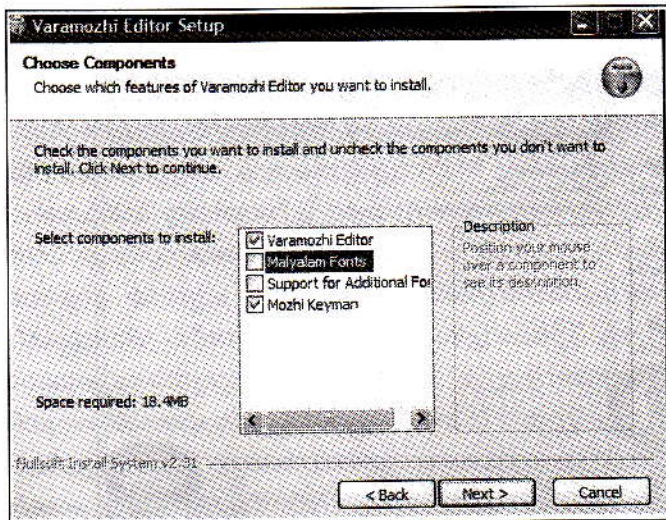 Varamozhi Editor Setup
Choose Components
Choose which features of Varamozhi Editor you want to install.
Check the components you want to install and uncheck the components you don't want to
install. Click Next to continue.
Select components to install:
Varamozhi Editor
Malyalam Fonts
Support for Additional For
Mozhi Keyman
Description
Position your mouse
over a component to
see its description.
Space required: 18.4MB
Nullsoft Install System v2.31
< Back
Next >
Cancel